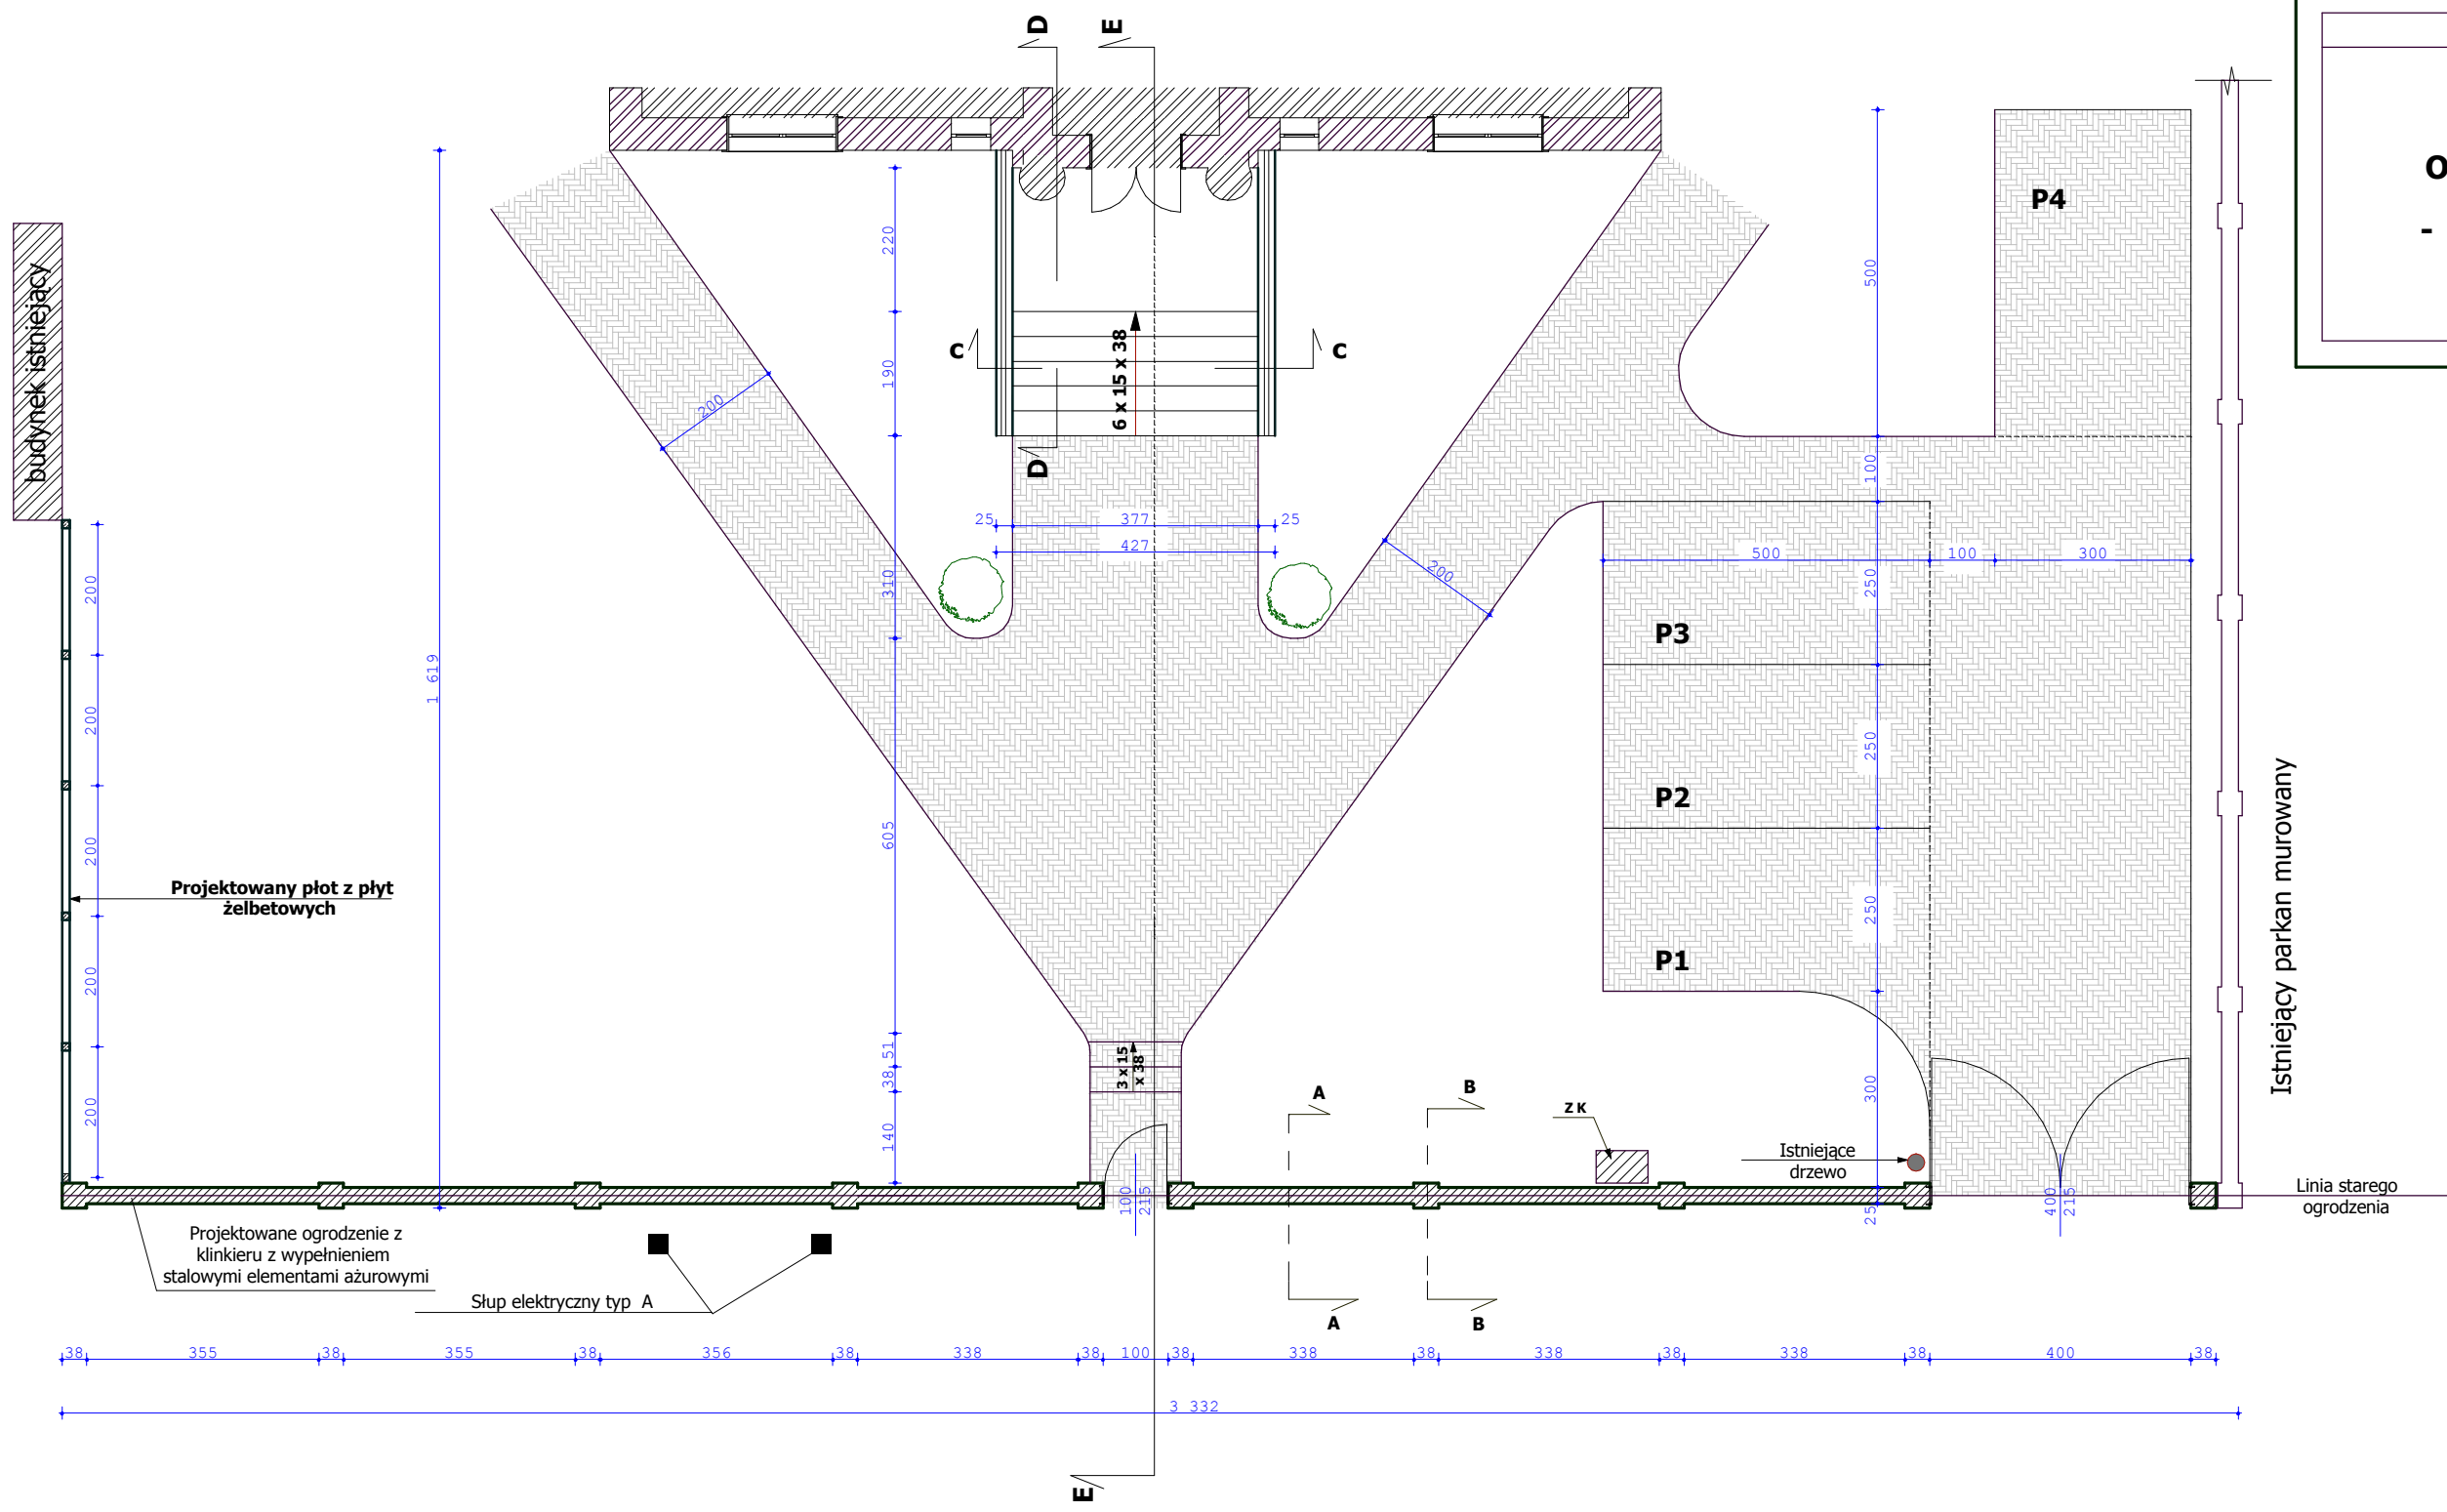 D
E
O
-
P4
budynek istniejący
220
500
C
C
6 x 15 x 38
190
200
D
100
25
377
25
427
500
100
300
200
310
250
200
P3
1 619
200
250
P2
605
200
Projektowany płot z płyt
żelbetowych
250
P1
Istniejący parkan murowany
200
51
38
3 x 15
x 38
300
A
B
ZK
200
140
Istniejące
drzewo
100
215
25
400
215
Linia starego
ogrodzenia
Projektowane ogrodzenie z
klinkieru z wypełnieniem
stalowymi elementami ażurowymi
Słup elektryczny typ A
A
B
38
355
38
355
38
356
38
338
38
100
38
338
38
338
38
338
38
400
38
3 332
E